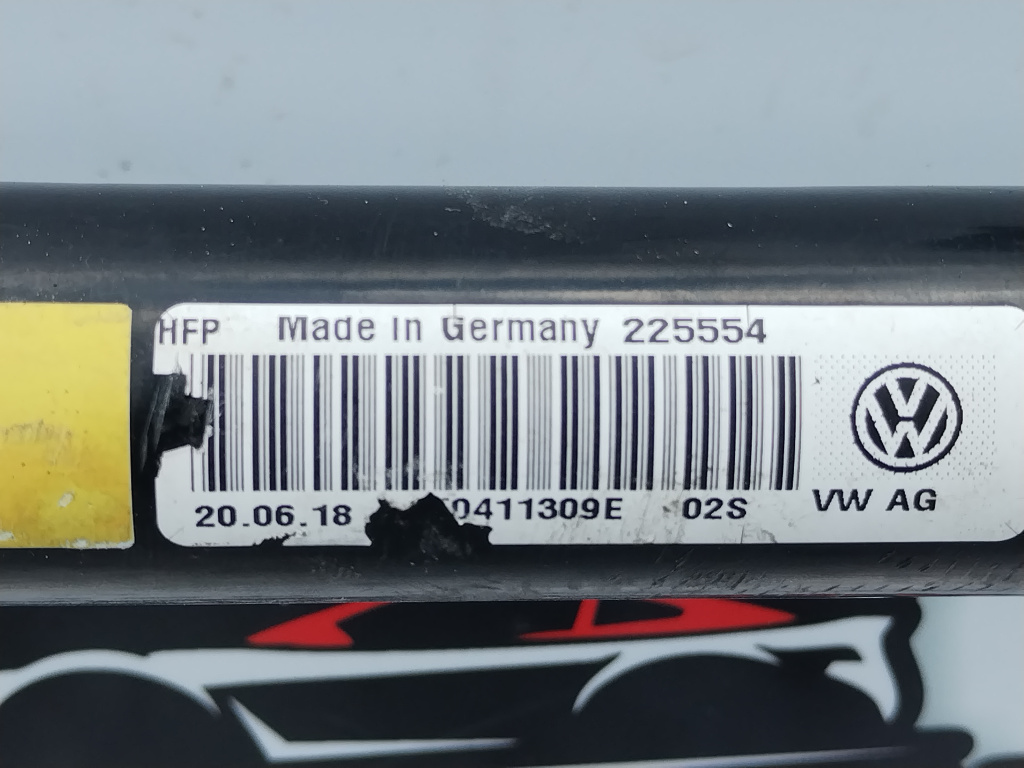 HFP Made In Germany 225554
20.06.18 0411309E 02S
VW AG